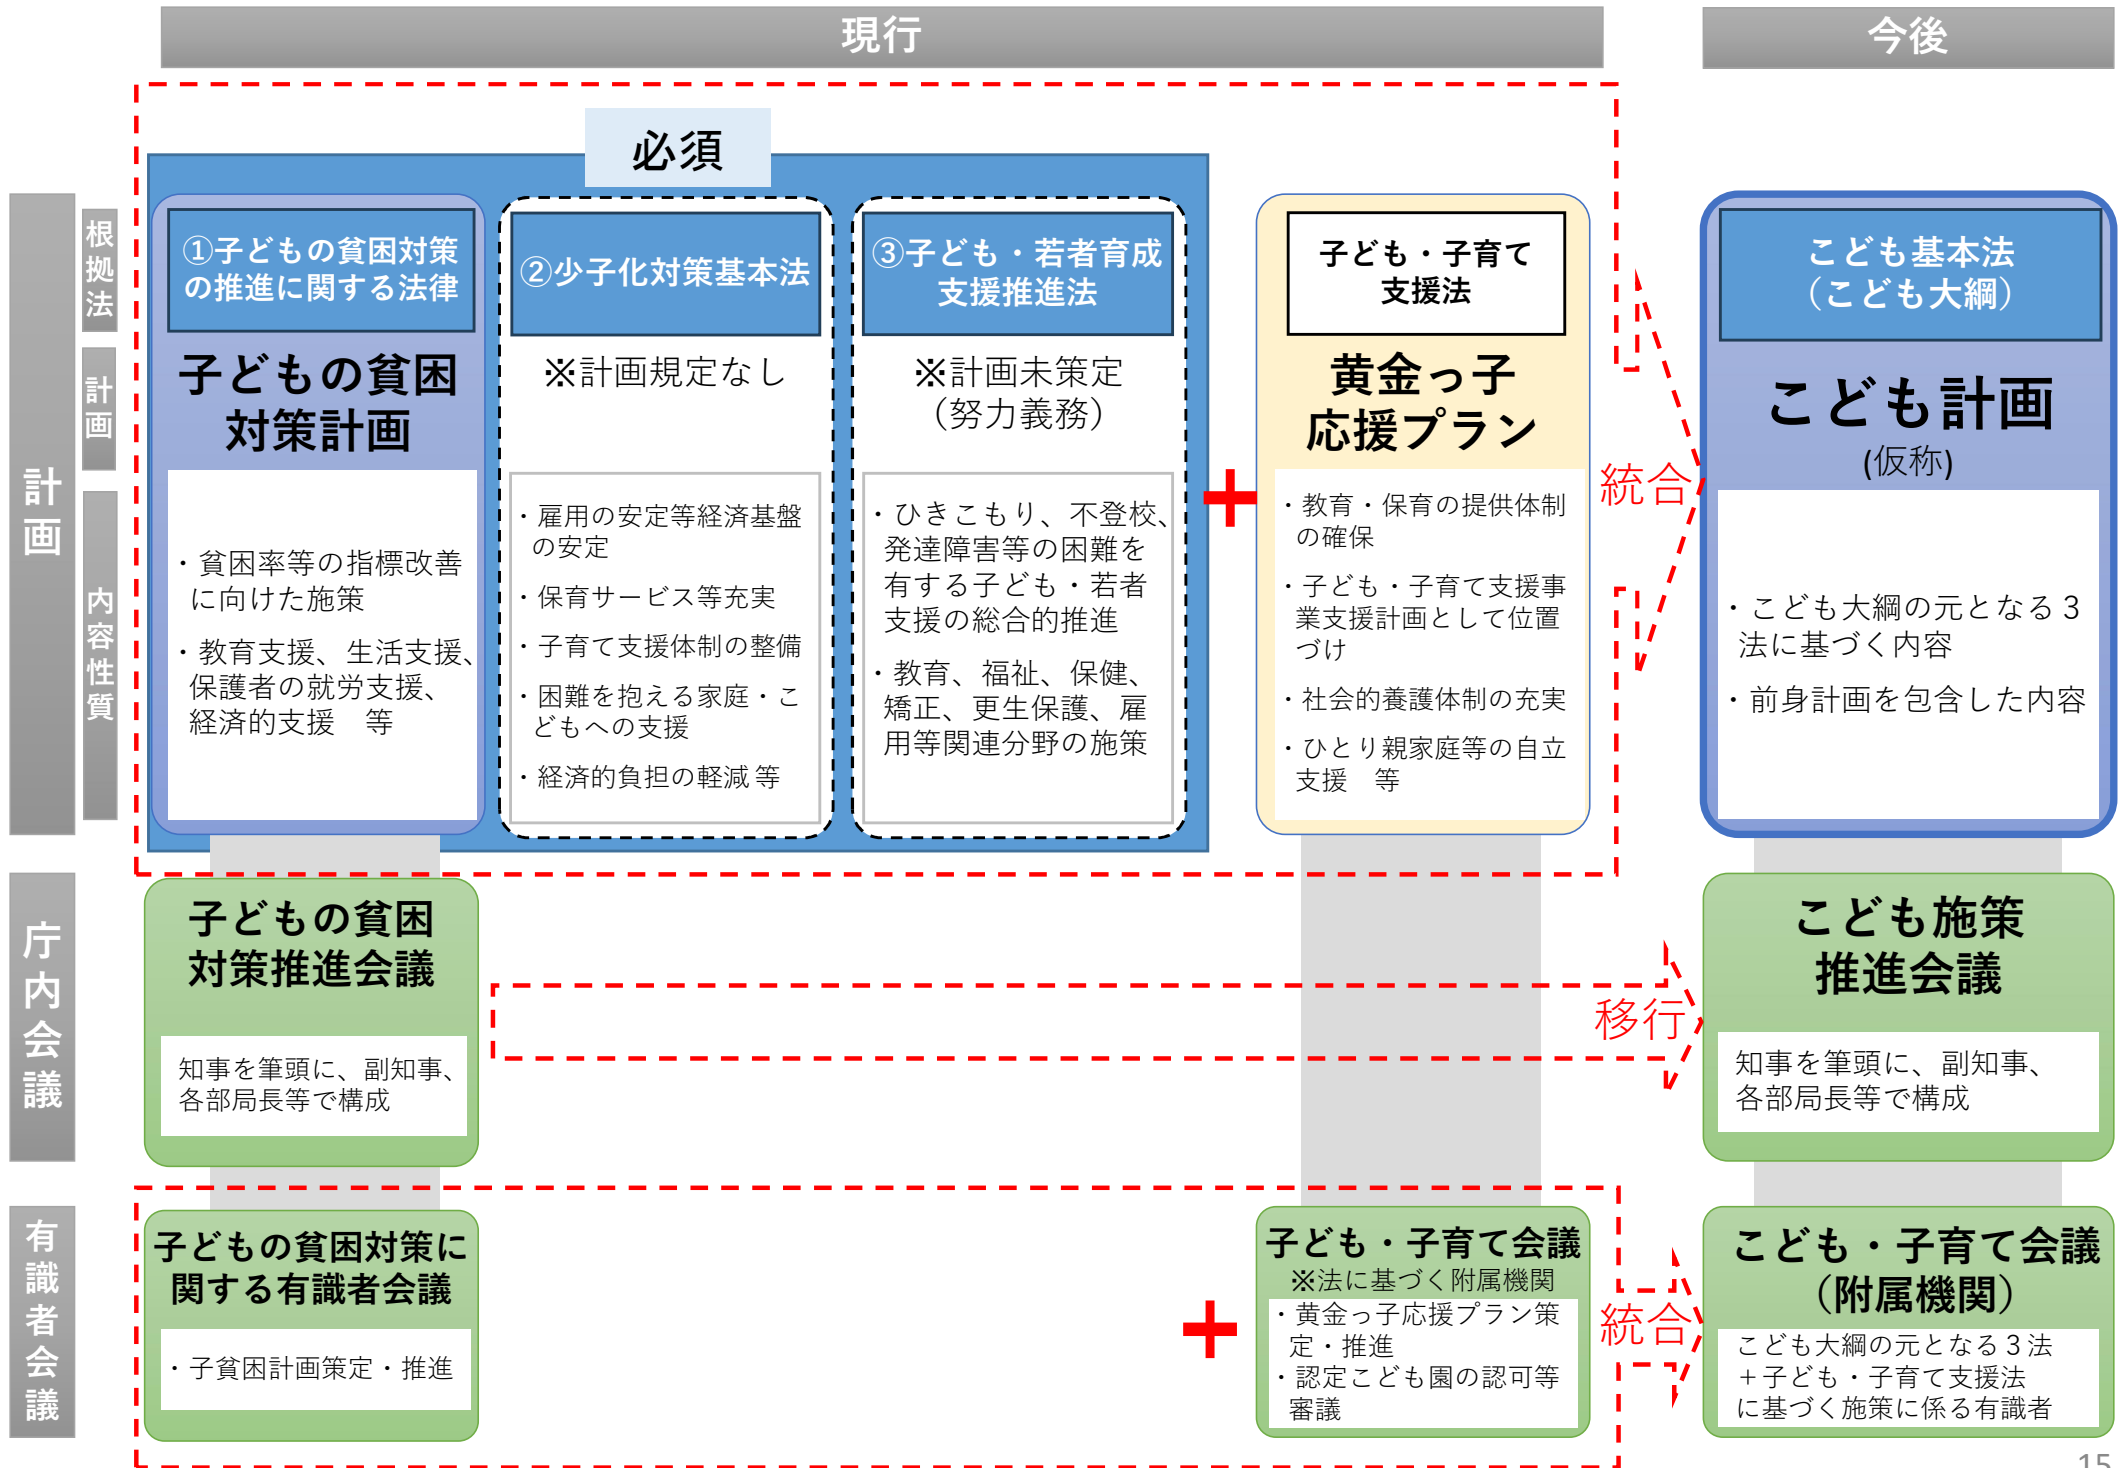 現行
今後
必須
計画
根拠法
計画
内容性質
①子どもの貧困対策
の推進に関する法律
子どもの貧困
対策計画
・貧困率等の指標改善
に向けた施策
・教育支援、生活支援、
保護者の就労支援、
経済的支援　等
②少子化対策基本法
※計画規定なし
・雇用の安定等経済基盤
の安定
・保育サービス等充実
・子育て支援体制の整備
・困難を抱える家庭・こ
どもへの支援
・経済的負担の軽減 等
③子ども・若者育成
支援推進法
※計画未策定
（努力義務）
・ひきこもり、不登校、
発達障害等の困難を
有する子ども・若者
支援の総合的推進
・教育、福祉、保健、
矯正、更生保護、雇
用等関連分野の施策
+
子ども・子育て
支援法
黄金っ子
応援プラン
・教育・保育の提供体制
の確保
・子ども・子育て支援事
業支援計画として位置
づけ
・社会的養護体制の充実
・ひとり親家庭等の自立
支援　等
統合
こども基本法
（こども大綱）
こども計画
(仮称)
・こども大綱の元となる３
法に基づく内容
・前身計画を包含した内容
庁内会議
子どもの貧困
対策推進会議
知事を筆頭に、副知事、
各部局長等で構成
移行
こども施策
推進会議
知事を筆頭に、副知事、
各部局長等で構成
有識者会議
子どもの貧困対策に
関する有識者会議
・子貧困計画策定・推進
+
子ども・子育て会議
※法に基づく附属機関
・黄金っ子応援プラン策
定・推進
・認定こども園の認可等
審議
統合
こども・子育て会議
（附属機関）
こども大綱の元となる３法
＋子ども・子育て支援法
に基づく施策に係る有識者
15